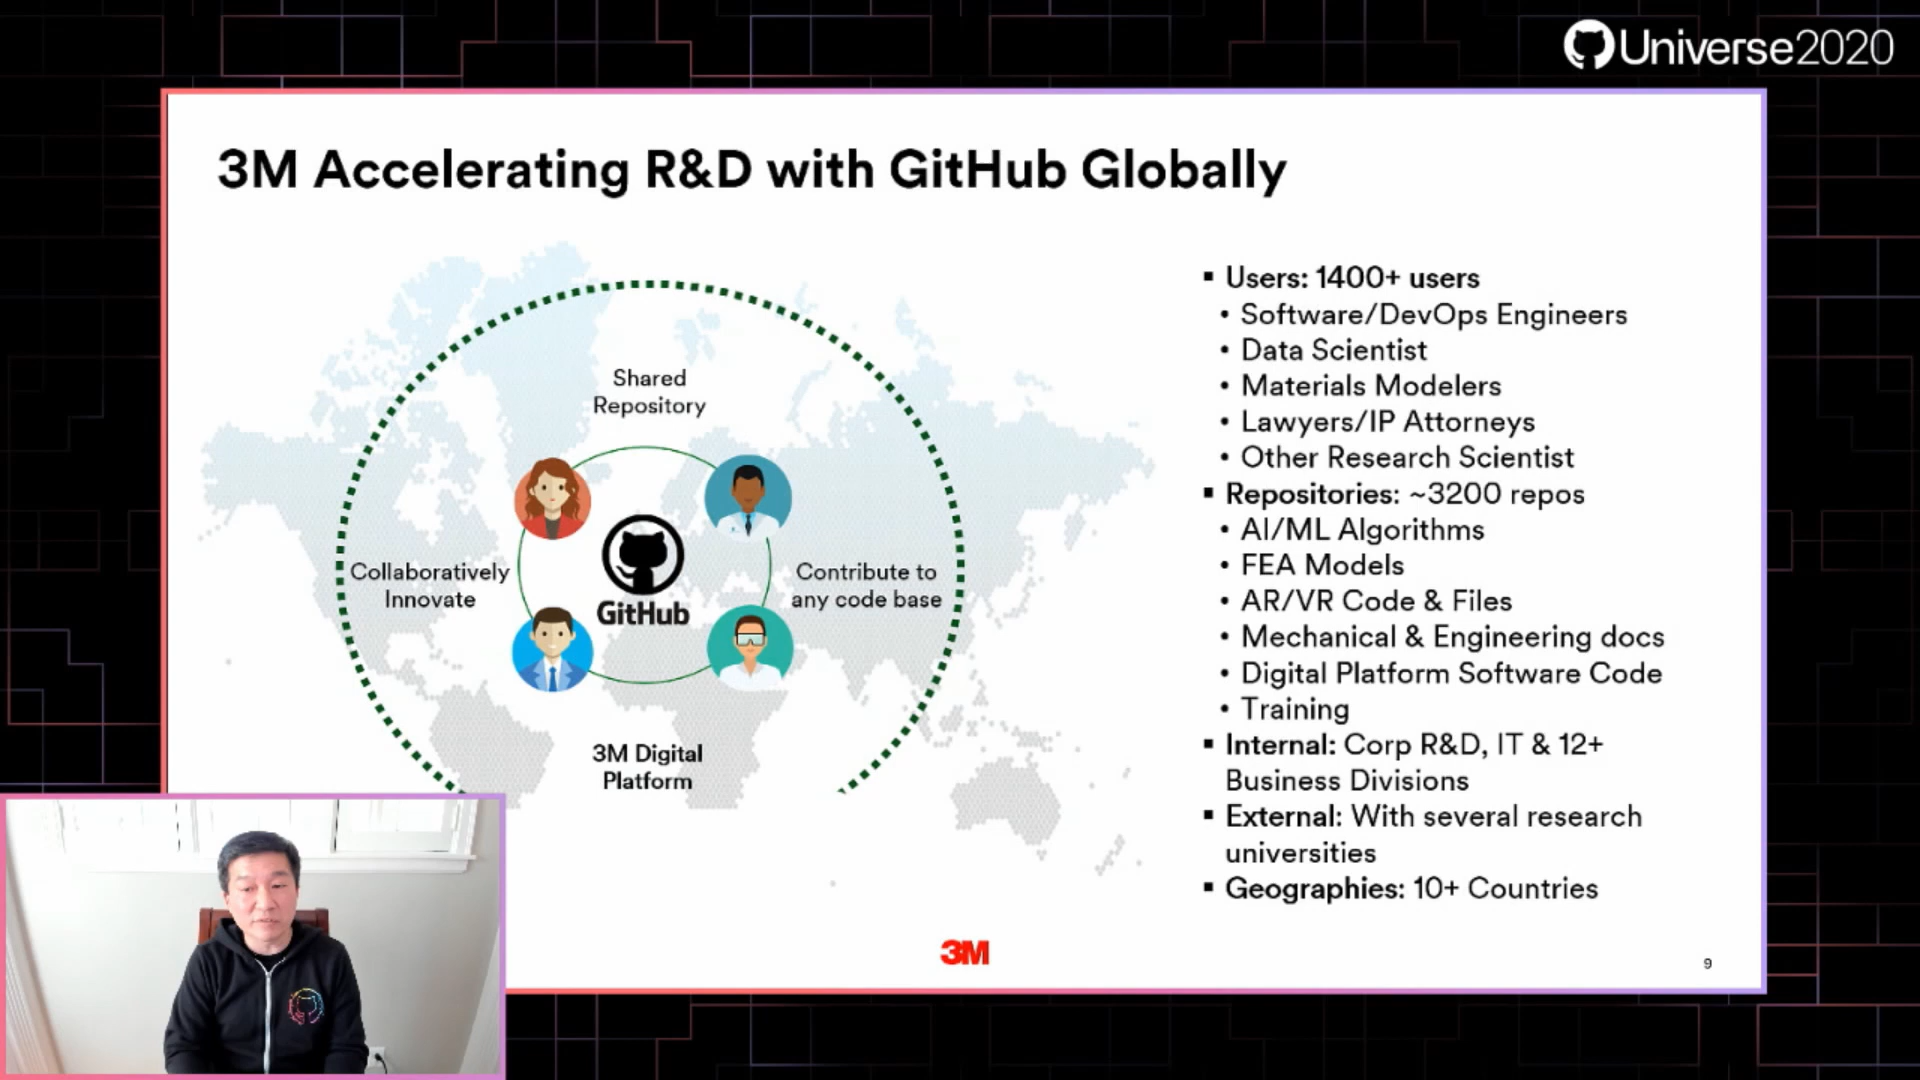 Universe2020
3M Accelerating R&D with GitHub Globally
Shared
Repository
Collaboratively
Innovate
GitHub
Contribute to
any code base
3M Digital
Platform
▪ Users: 1400+ users
• Software/DevOps Engineers
• Data Scientist
• Materials Modelers
• Lawyers/IP Attorneys
• Other Research Scientist
▪ Repositories: ~3200 repos
• AI/ML Algorithms
• FEA Models
• AR/VR Code & Files
• Mechanical & Engineering docs
• Digital Platform Software Code
• Training
▪ Internal: Corp R&D, IT & 12+
Business Divisions
▪ External: With several research
universities
▪ Geographies: 10+ Countries
3M
9